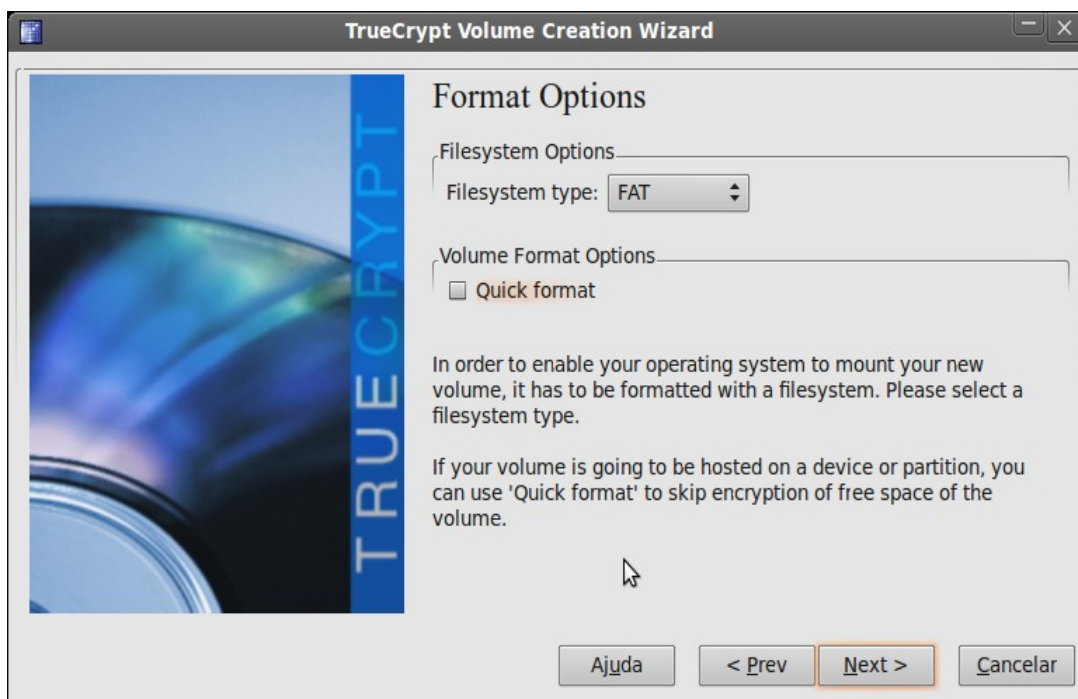 TrueCrypt Volume Creation Wizard
TRUECRYPT
Format Options
Filesystem Options
Filesystem type: FAT
Volume Format Options
Quick format
In order to enable your operating system to mount your new
volume, it has to be formatted with a filesystem. Please select a
filesystem type.
If your volume is going to be hosted on a device or partition, you
can use 'Quick format' to skip encryption of free space of the
volume.
Ajuda < Prev Next > Cancelar